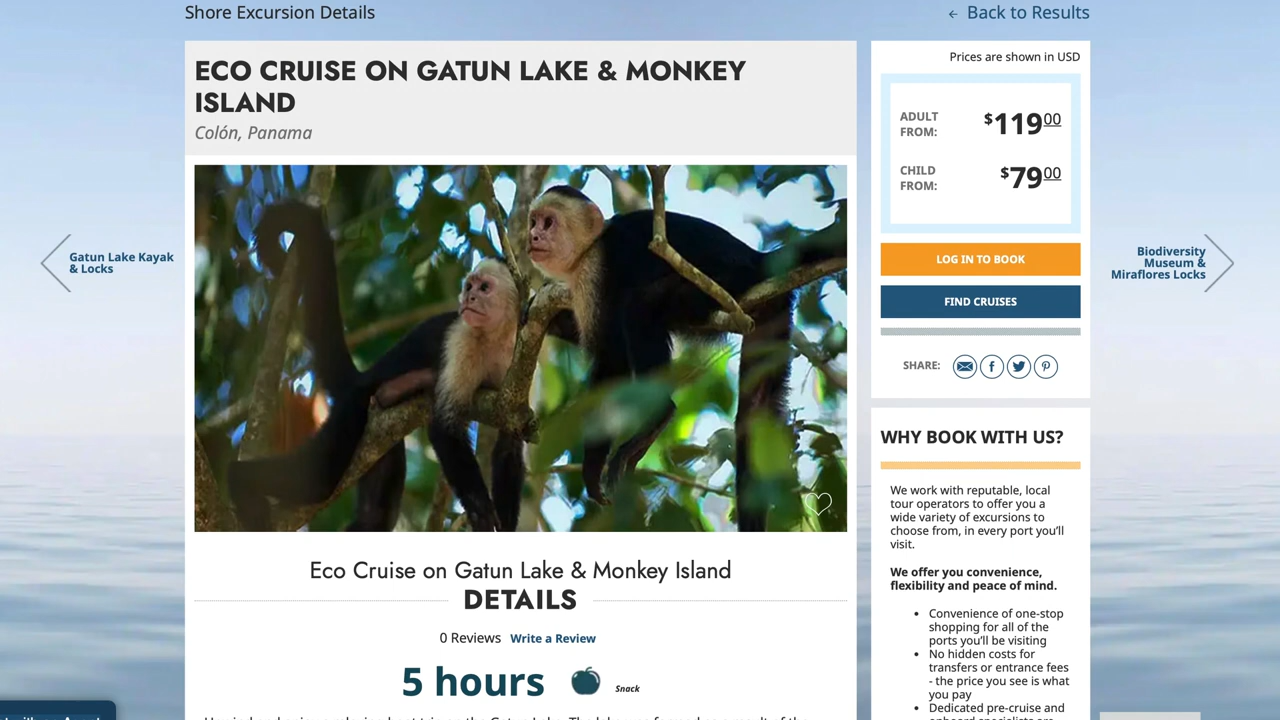 Shore Excursion Details
← Back to Results
ECO CRUISE ON GATUN LAKE & MONKEY
ISLAND
Colón, Panama
Gatun Lake Kayak
& Locks
Eco Cruise on Gatun Lake & Monkey Island
DETAILS
0 Reviews Write a Review
5 hours Snack
Prices are shown in USD
ADULT
FROM:
$11900
CHILD
FROM:
$7900
LOG IN TO BOOK
FIND CRUISES
SHARE:
Biodiversity
Museum &
Miraflores Locks
WHY BOOK WITH US?
We work with reputable, local
tour operators to offer you a
wide variety of excursions to
choose from, in every port you'll
visit.
We offer you convenience,
flexibility and peace of mind.
• Convenience of one-stop
shopping for all of the
ports you'll be visiting
• No hidden costs for
transfers or entrance fees
- the price you see is what
you pay
• Dedicated pre-cruise and